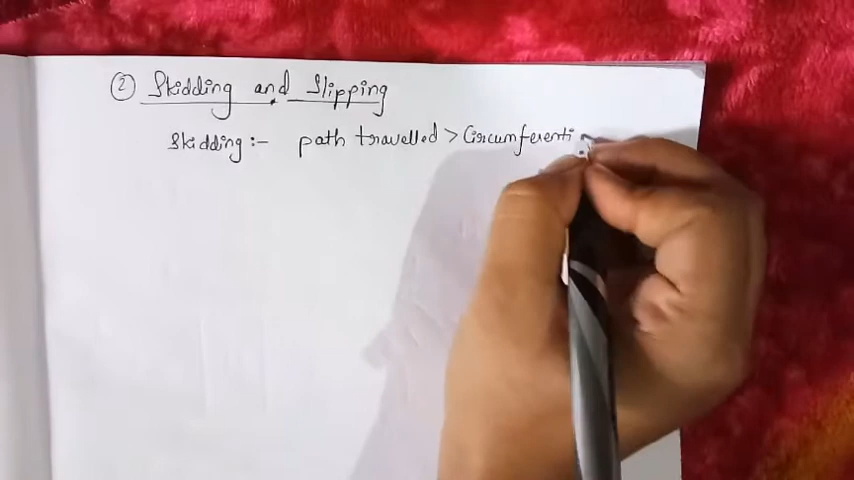 ② Skidding and Slipping
Skidding :- path travelled > Circumferenti